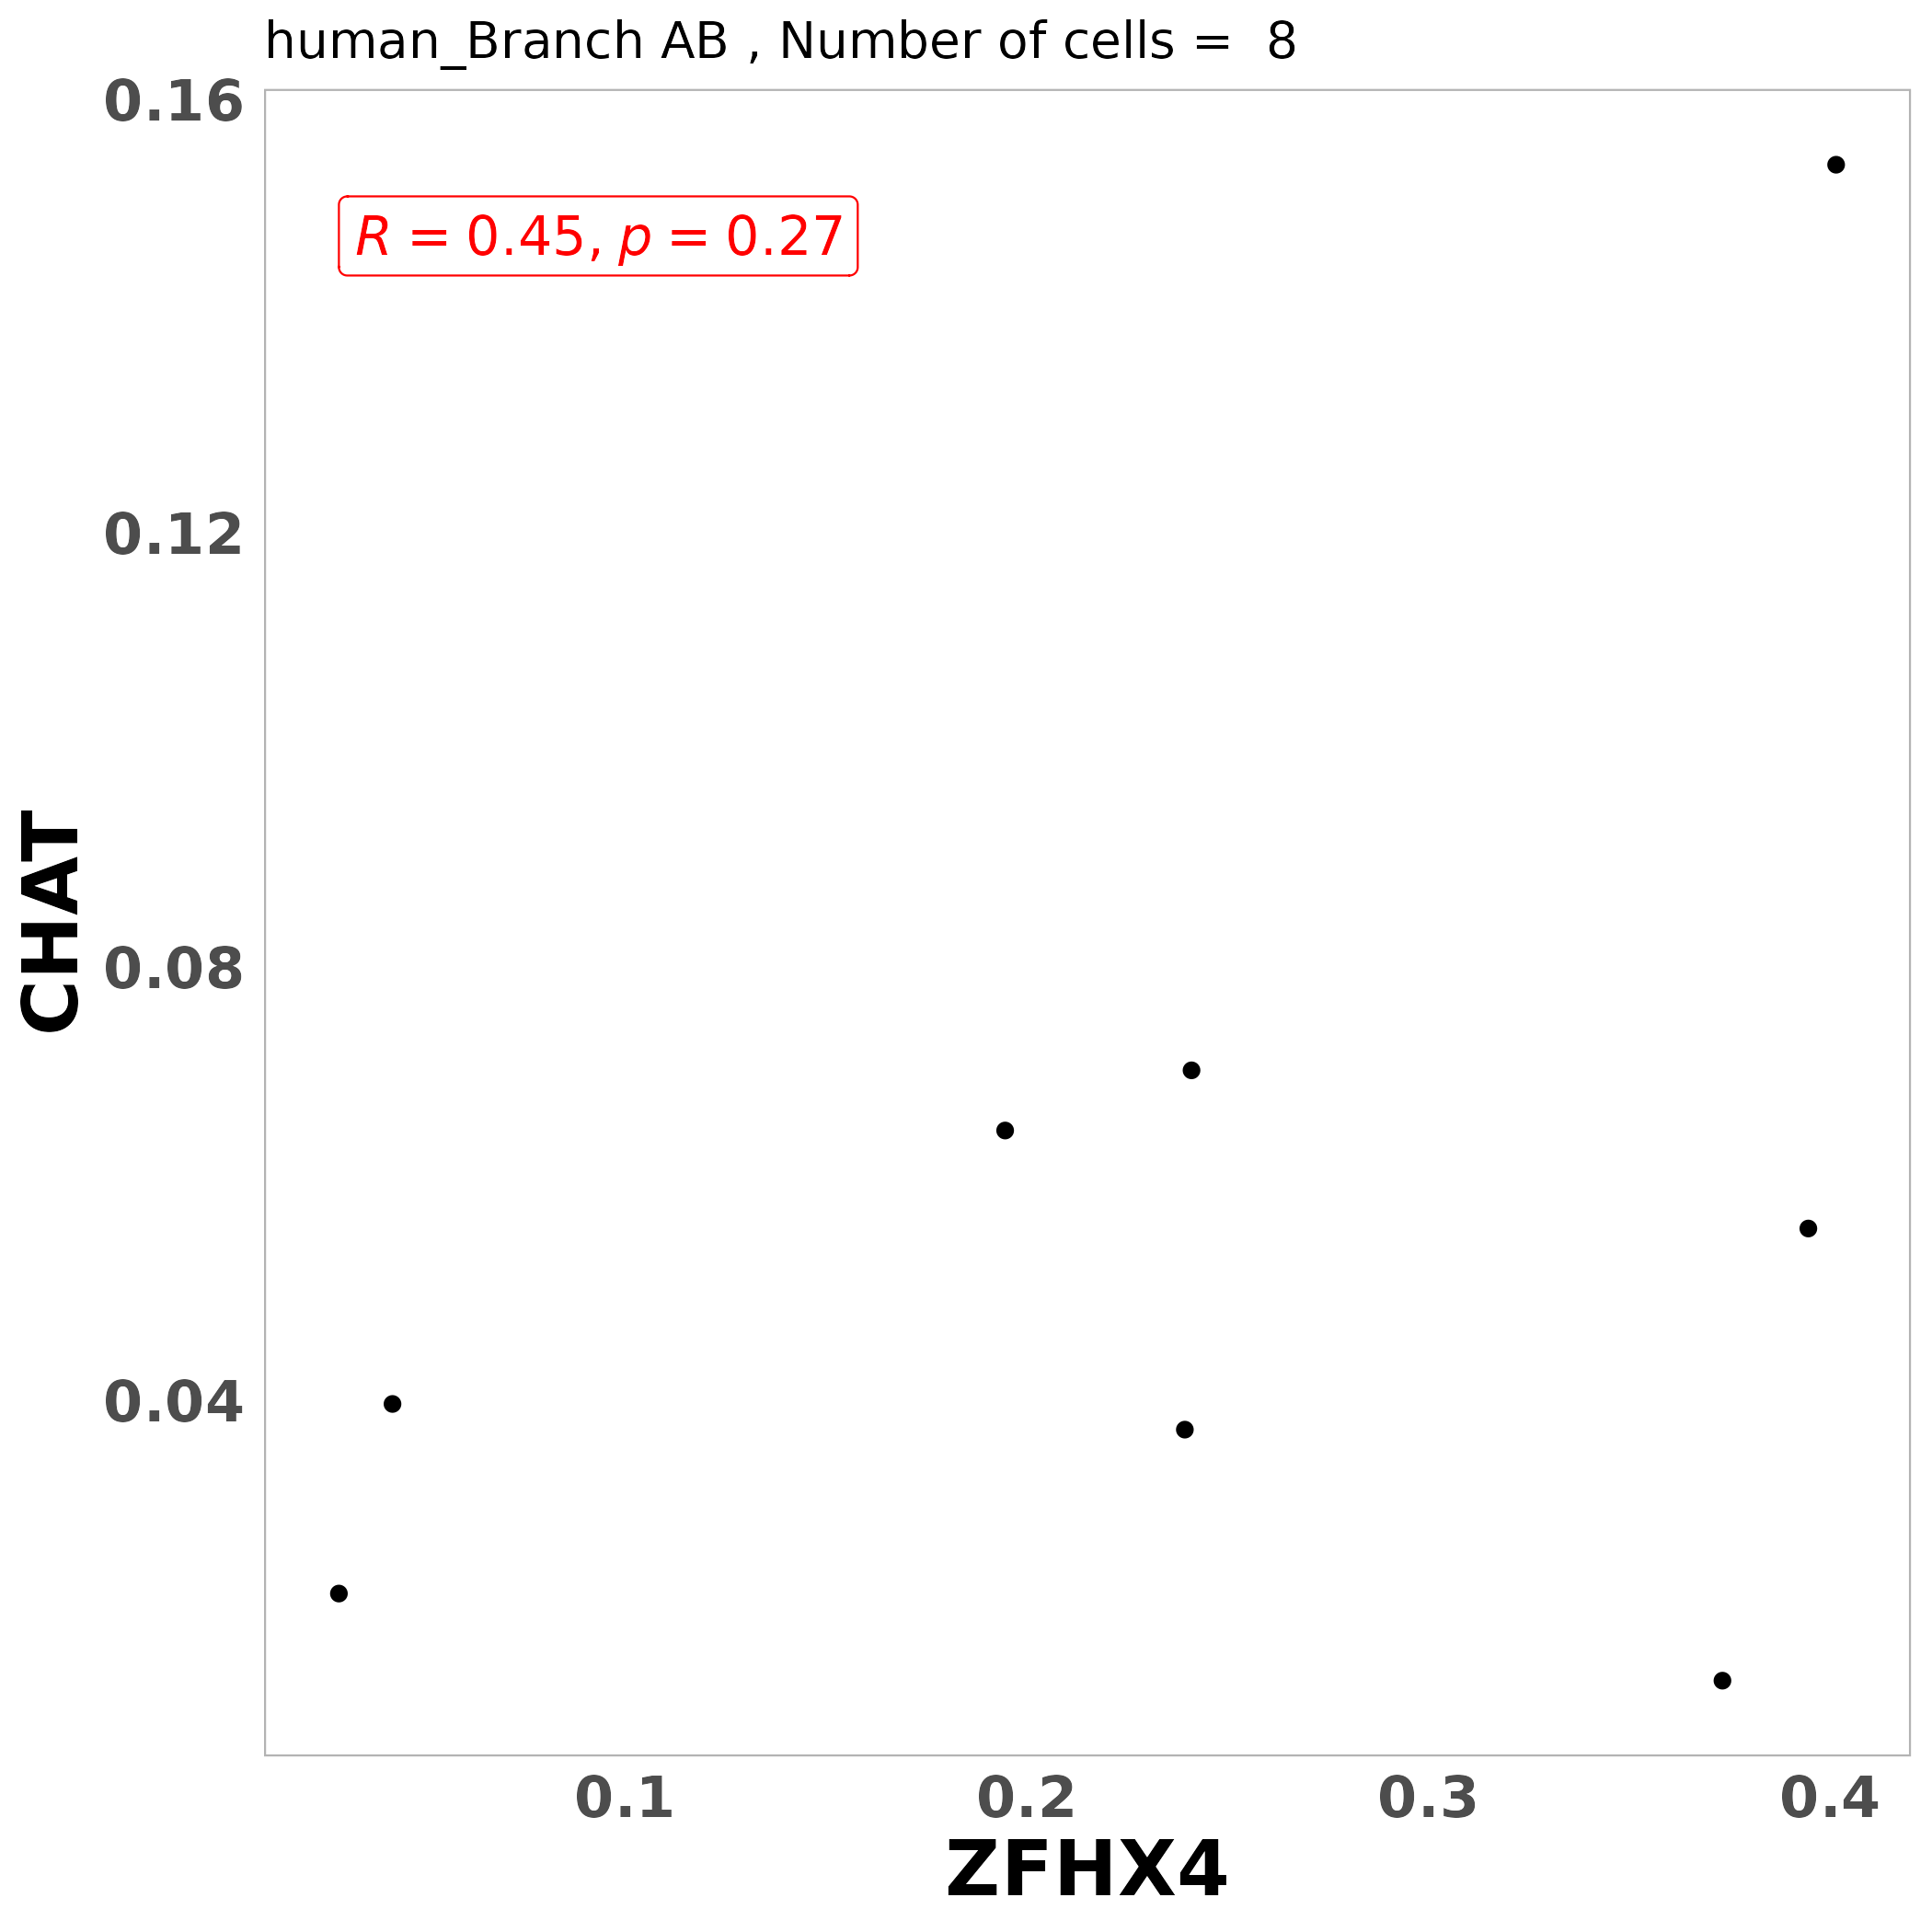 human_Branch AB , Number of cells =  8
0.16
R = 0.45, p = 0.27
0.12
0.08
0.04
CHAT
0.1 0.2 0.3 0.4
ZFHX4